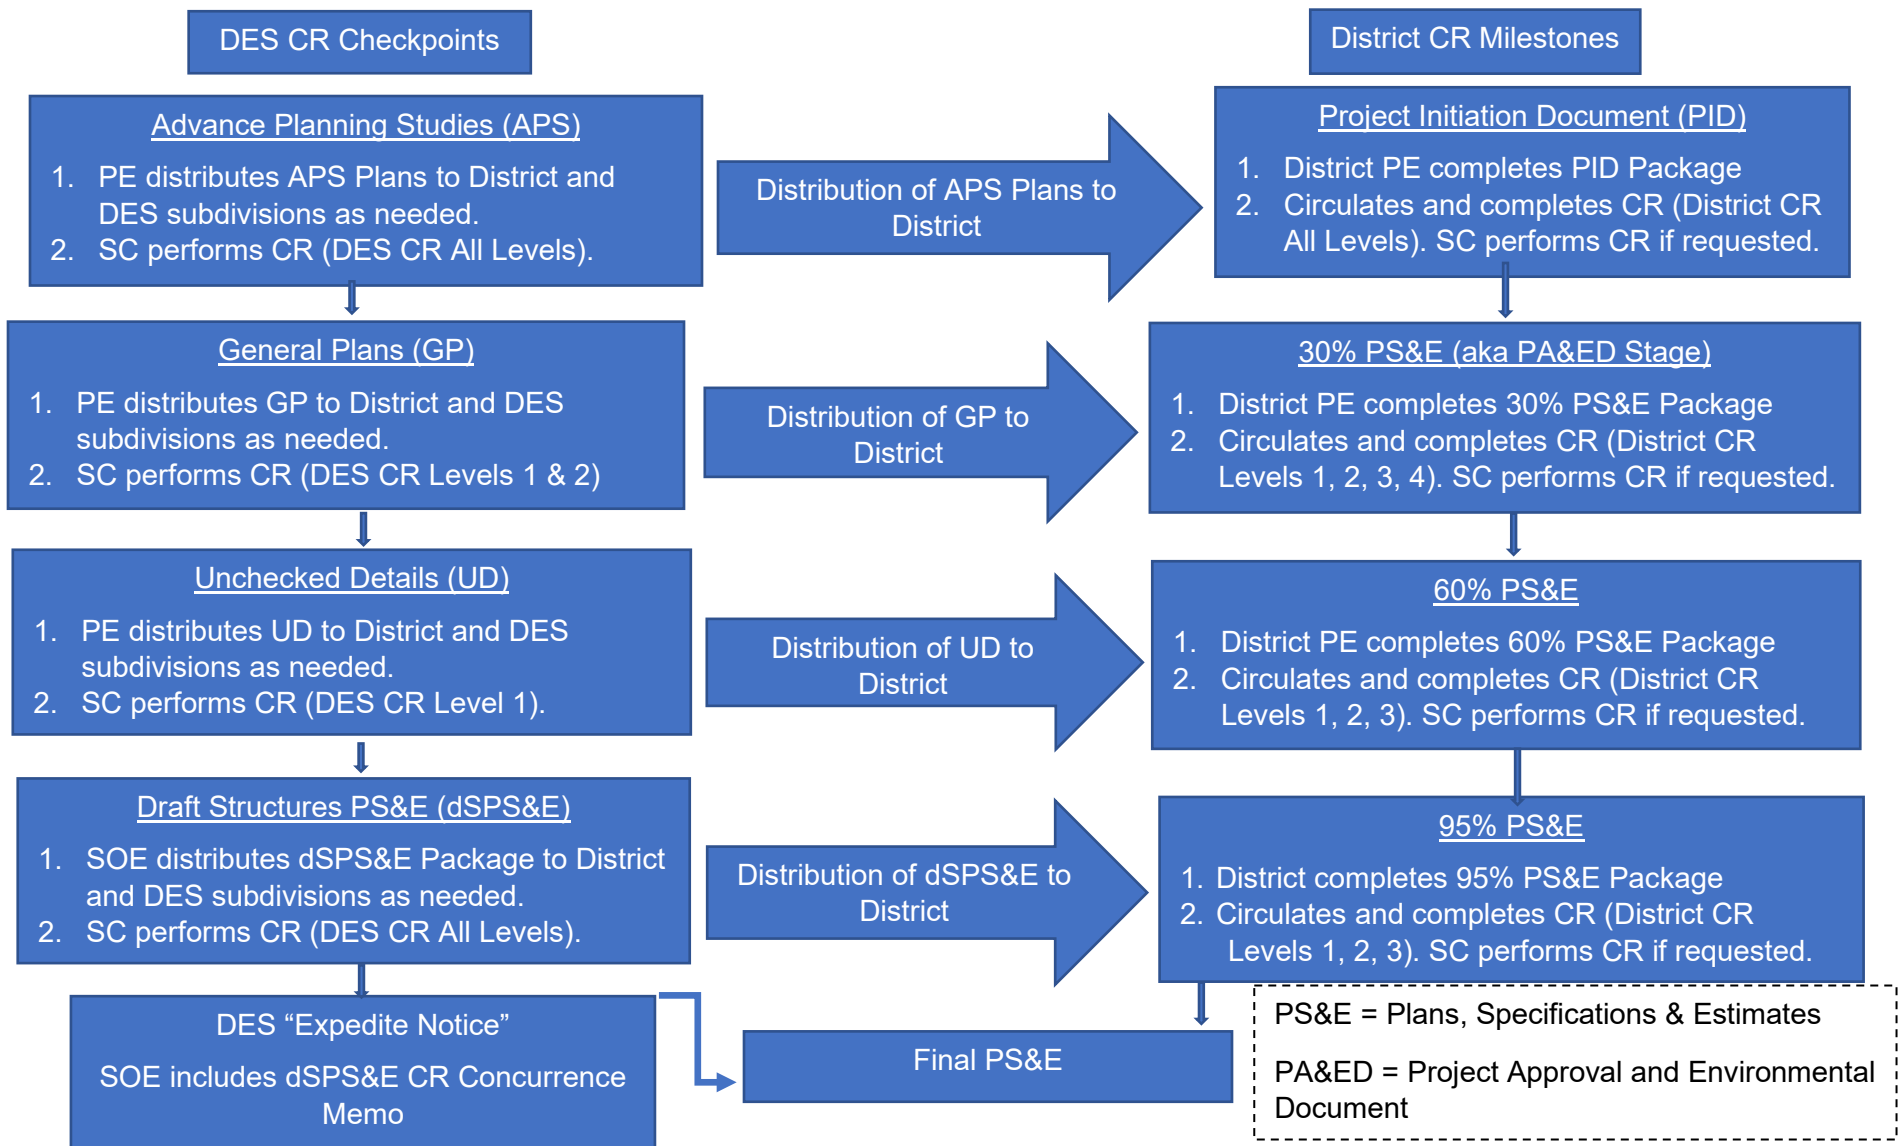 DES CR Checkpoints
District CR Milestones
Advance Planning Studies (APS)
1. PE distributes APS Plans to District and
DES subdivisions as needed.
2. SC performs CR (DES CR All Levels).
Distribution of APS Plans to
District
Project Initiation Document (PID)
1. District PE completes PID Package
2. Circulates and completes CR (District CR
All Levels). SC performs CR if requested.
General Plans (GP)
1. PE distributes GP to District and DES
subdivisions as needed.
2. SC performs CR (DES CR Levels 1 & 2)
Distribution of GP to
District
30% PS&E (aka PA&ED Stage)
1. District PE completes 30% PS&E Package
2. Circulates and completes CR (District CR
Levels 1, 2, 3, 4). SC performs CR if requested.
Unchecked Details (UD)
1. PE distributes UD to District and DES
subdivisions as needed.
2. SC performs CR (DES CR Level 1).
Distribution of UD to
District
60% PS&E
1. District PE completes 60% PS&E Package
2. Circulates and completes CR (District CR
Levels 1, 2, 3). SC performs CR if requested.
Draft Structures PS&E (dSPS&E)
1. SOE distributes dSPS&E Package to District
and DES subdivisions as needed.
2. SC performs CR (DES CR All Levels).
Distribution of dSPS&E to
District
95% PS&E
1. District completes 95% PS&E Package
2. Circulates and completes CR (District CR
Levels 1, 2, 3). SC performs CR if requested.
DES “Expedite Notice”
SOE includes dSPS&E CR Concurrence
Memo
Final PS&E
PS&E = Plans, Specifications & Estimates
PA&ED = Project Approval and Environmental
Document